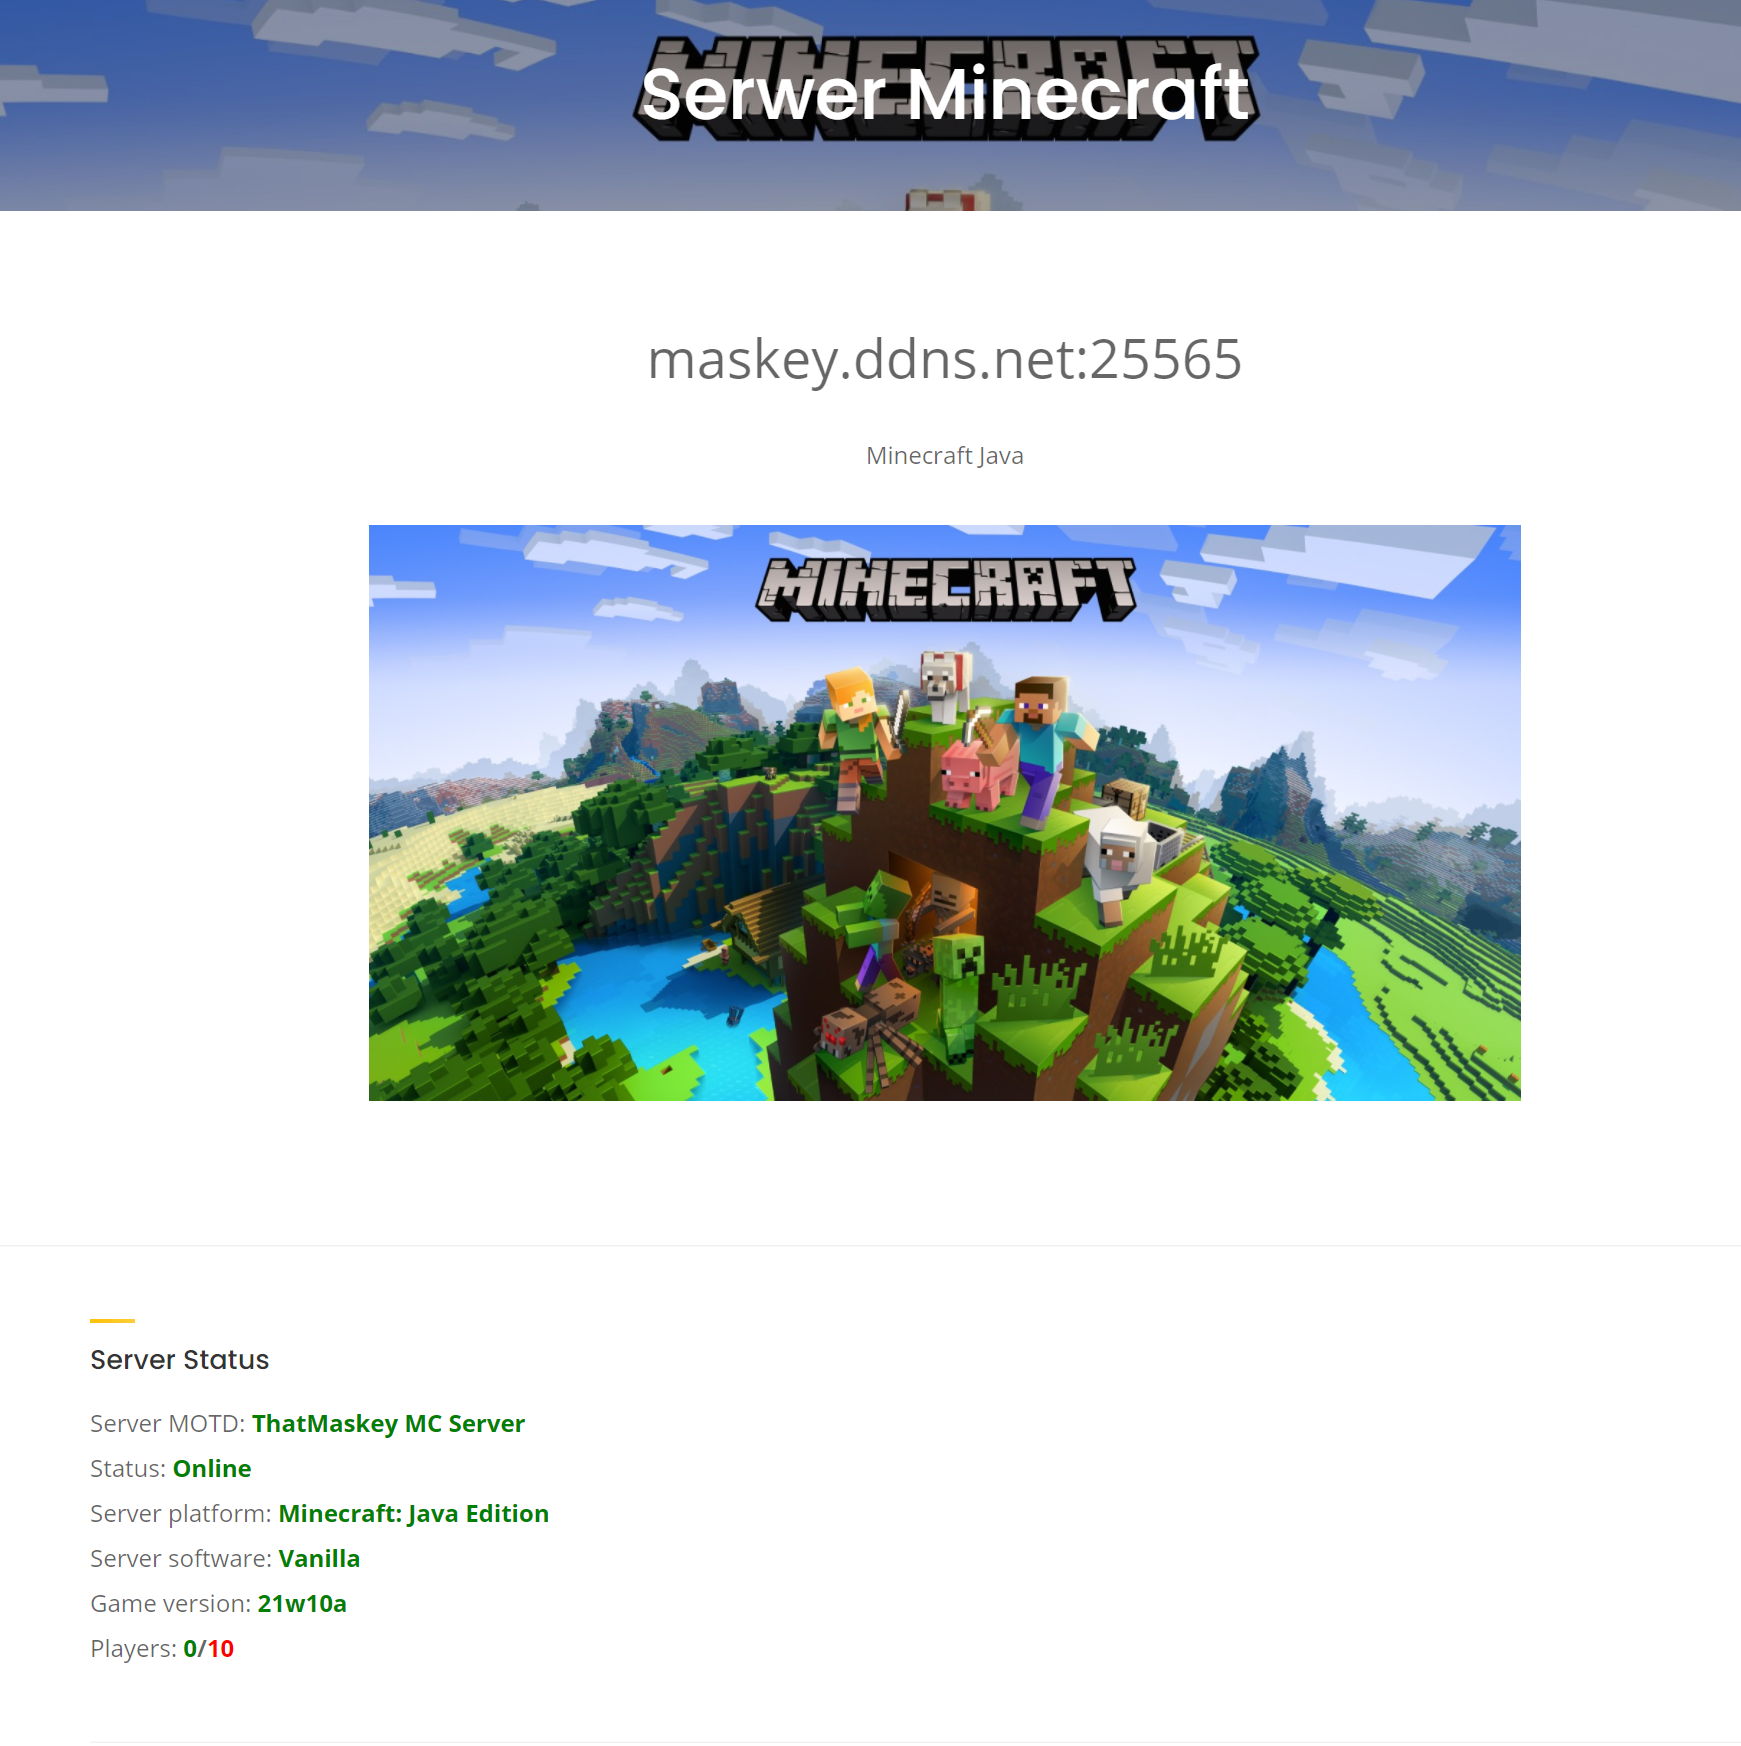 MINECRAFT
Serwer Minecraft
maskey.ddns.net:25565
Minecraft Java
MINECRAFT
Server Status
Server MOTD: ThatMaskey MC Server
Status: Online
Server platform: Minecraft: Java Edition
Server software: Vanilla
Game version: 21w10a
Players: 0/10